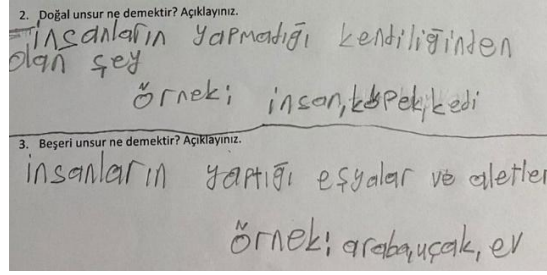 2. Doğal unsur ne demektir? Açıklayınız.
İnsanların yapmadığı kendiliğinden
olan şey
Örnek; insan, köpek, kedi
3. Beşeri unsur ne demektir? Açıklayınız.
insanların yaptığı eşyalar ve aletler
Örnek; araba, uçak, ev